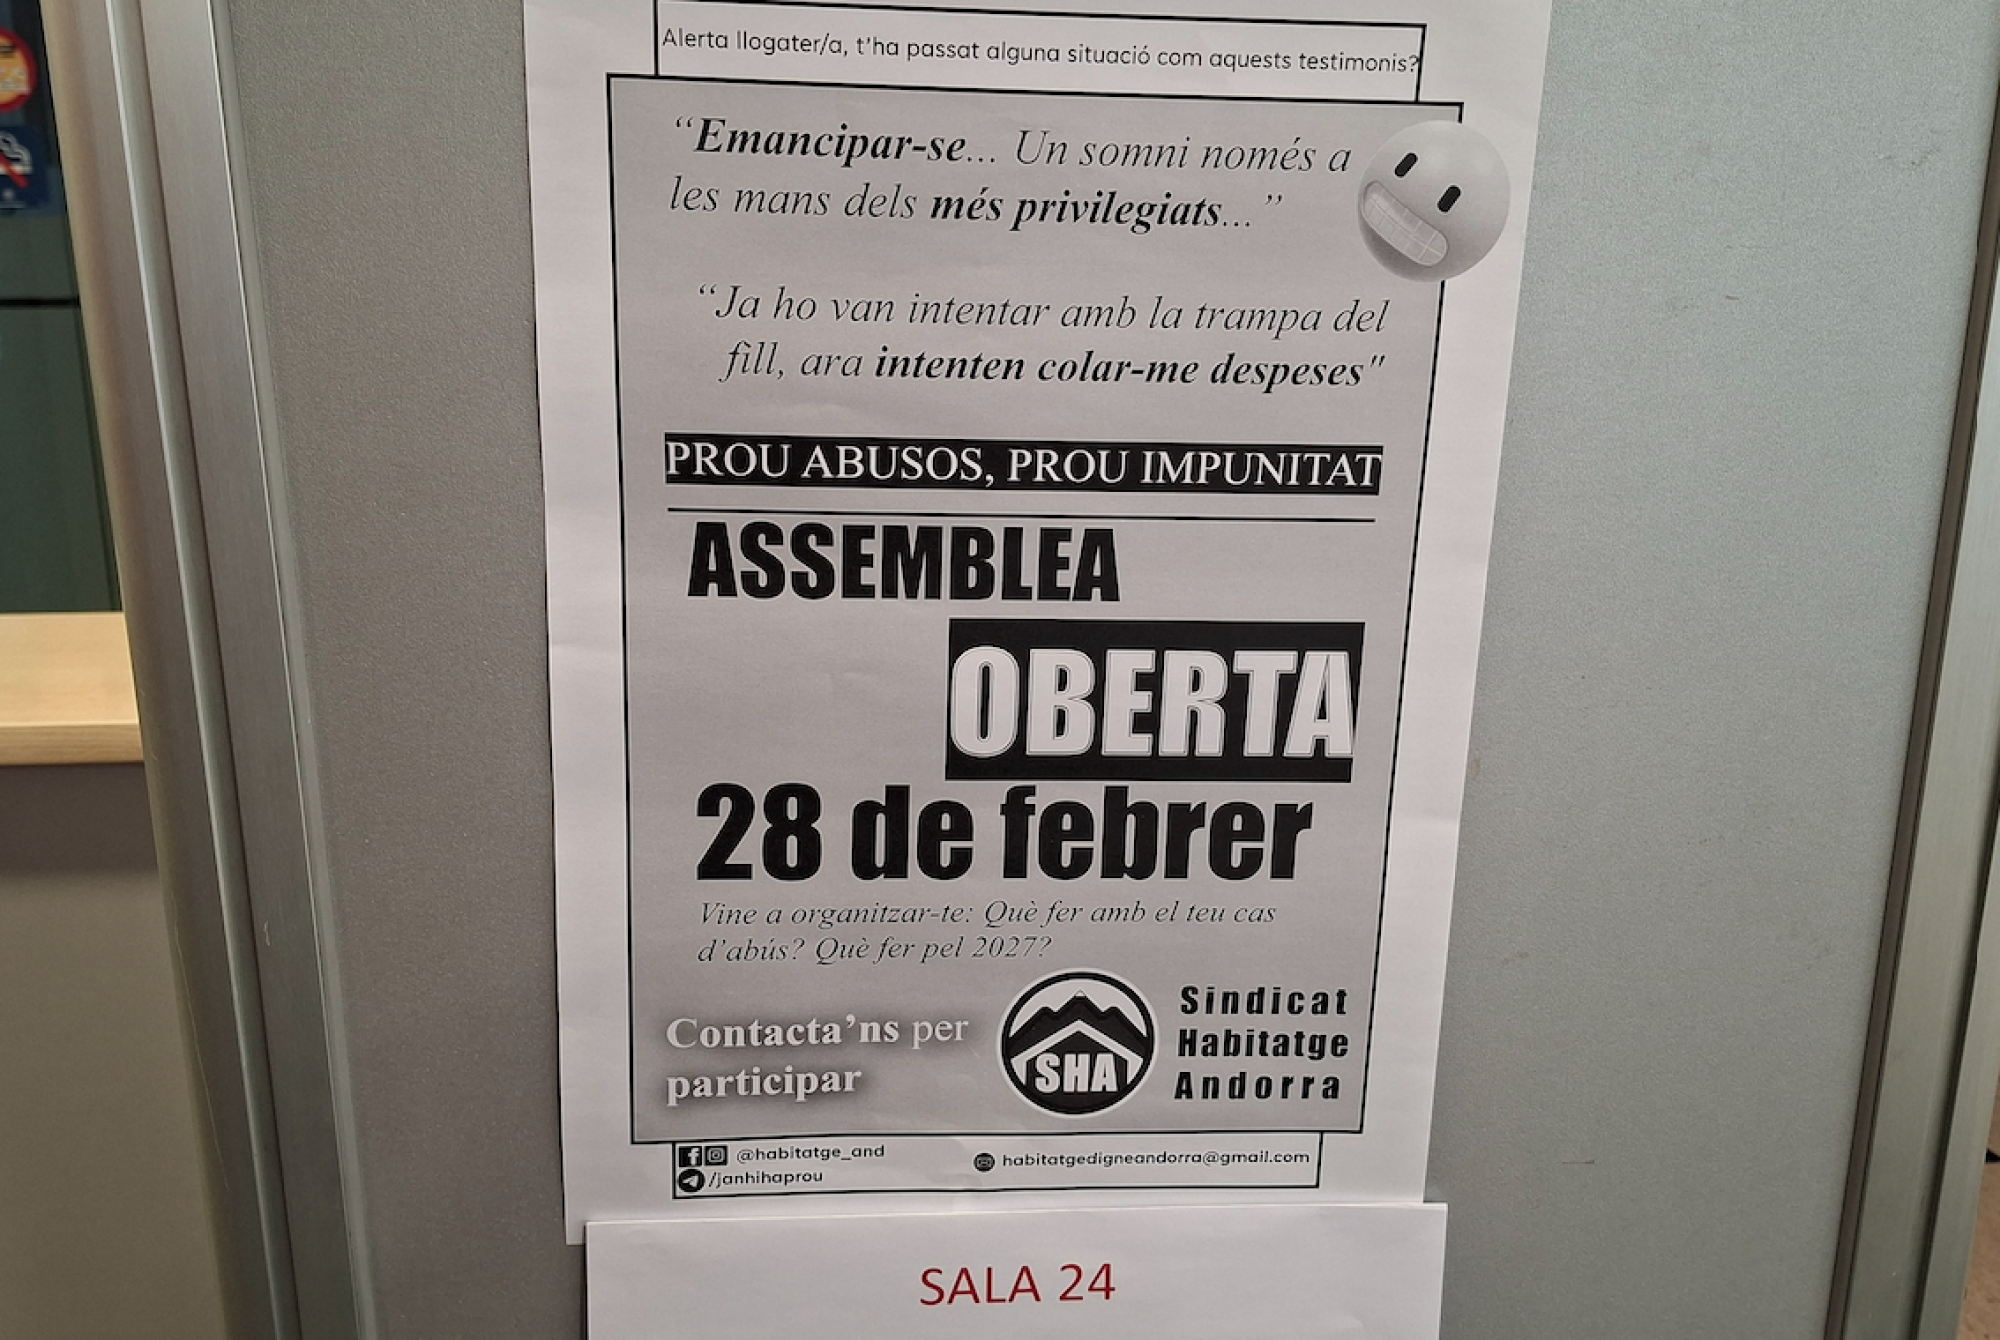 Alerta llogater/a, t'ha passat alguna situació com aquests testimonis?
“Emancipar-se... Un somni només a
les mans dels més privilegiats...”
“Ja ho van intentar amb la trampa del
fill, ara intenten colar-me despeses"
PROU ABUSOS, PROU IMPUNITAT
ASSEMBLEA
OBERTA
28 de febrer
Vine a organitzar-te: Què fer amb el teu cas
d’abús? Què fer pel 2027?
Contacta’ns per
participar
SHA
Sindicat
Habitatge
Andorra
@habitatge_and
/janhihaprou
habitatgedigneandorra@gmail.com
SALA 24